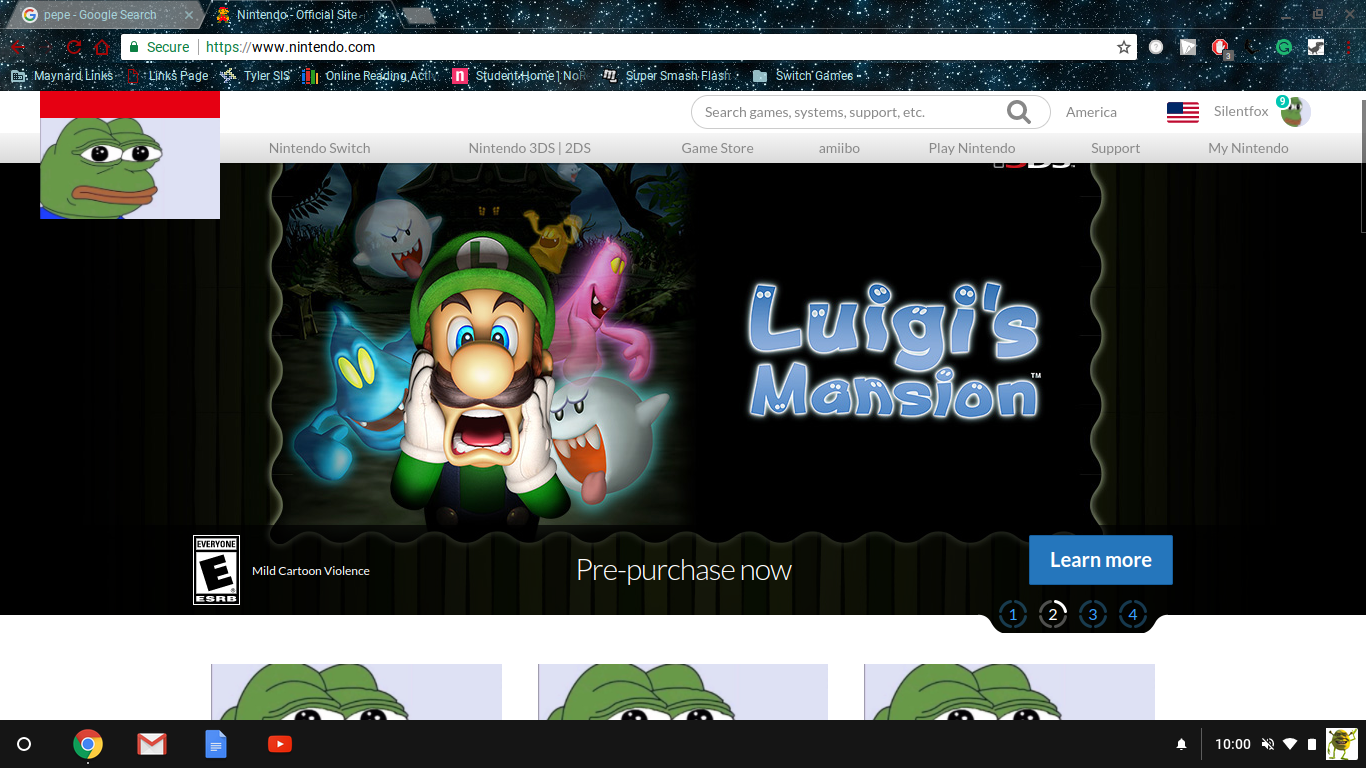 pepe - Google Search
Nintendo - Official Site
Secure
https://www.nintendo.com
3
Maynard Links
Links Page
Tyler SIS
Online Reading Acti
n
Student Home | NoR
Super Smash Flash
Switch Games
Search games, systems, support, etc.
America
Silentfox
9
Nintendo Switch
Nintendo 3DS | 2DS
Game Store
amiibo
Play Nintendo
Support
My Nintendo
3DS
L
Luigi's
Mansion™
EVERYONE
E
ESRB
Mild Cartoon Violence
Pre-purchase now
Learn more
1
2
3
4
10:00